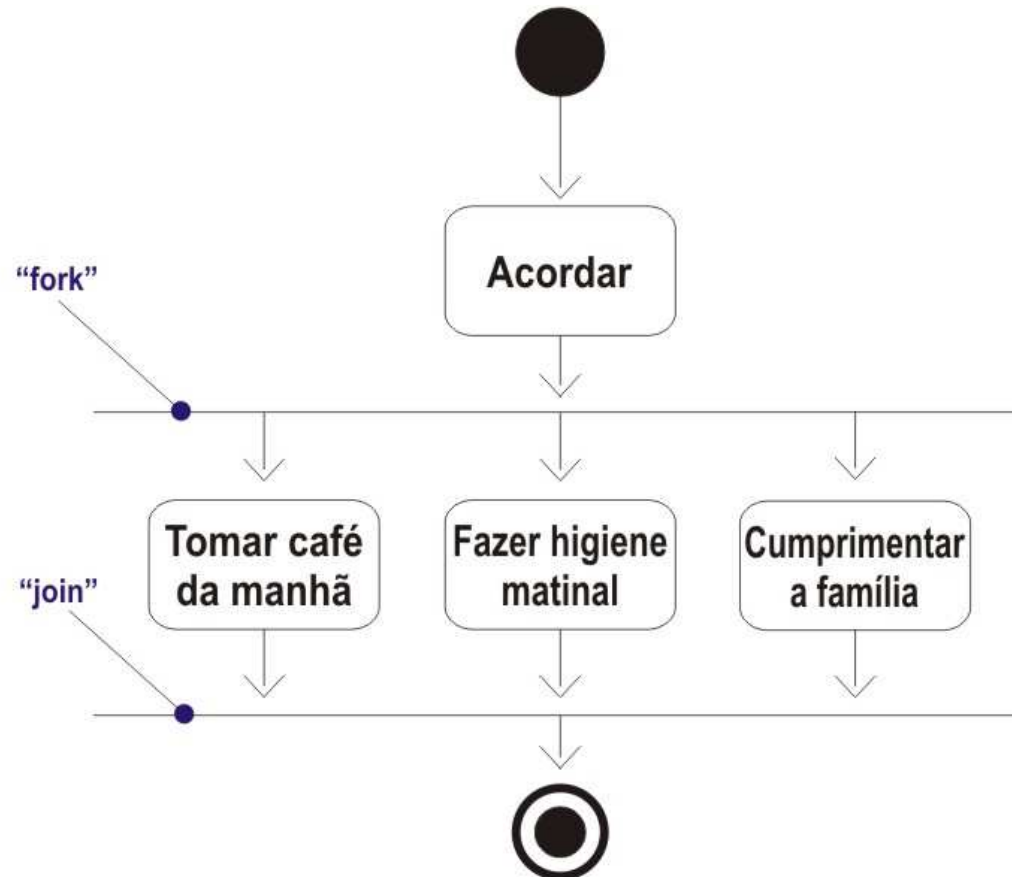 Acordar
“fork”
Tomar café
da manhã
Fazer higiene
matinal
Cumprimentar
a família
“join”